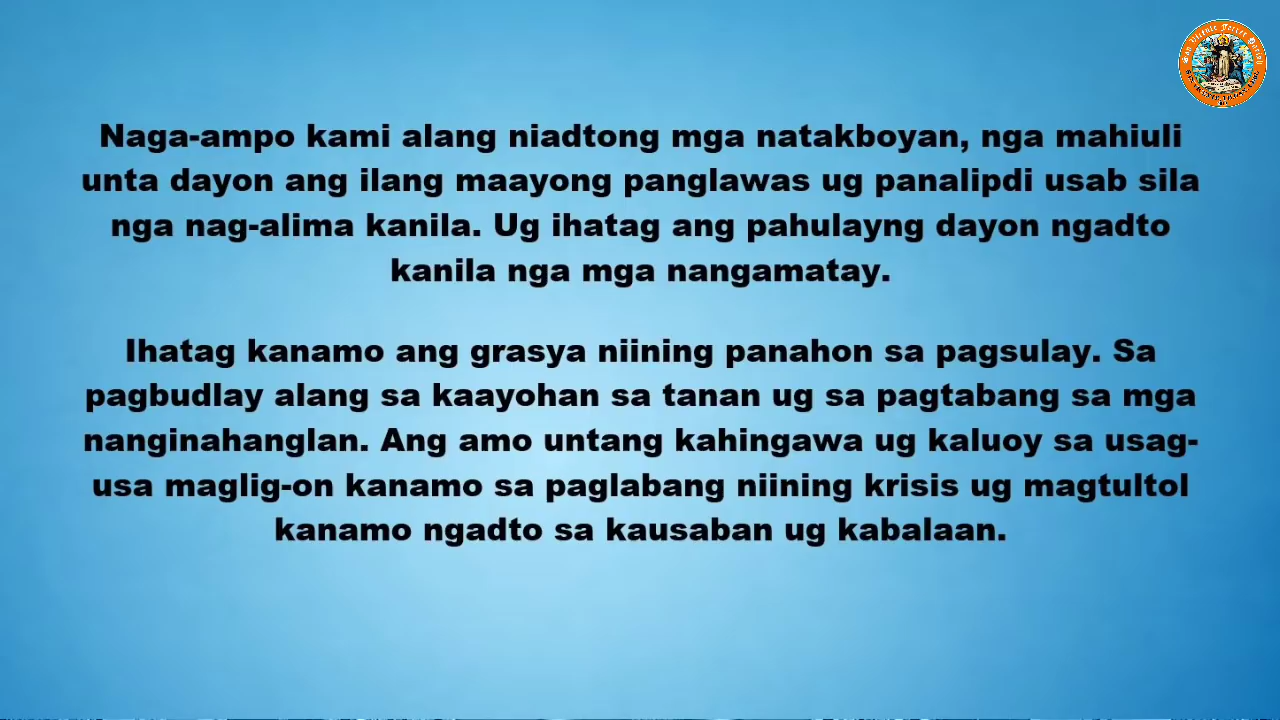 Naga-ampo kami alang niadtong mga natakboyan, nga mahiuli
unta dayon ang ilang maayong panglawas ug panalipdi usab sila
nga nag-alima kanila. Ug ihatag ang pahulayng dayon ngadto
kanila nga mga nangamatay.
Ihatag kanamo ang grasya niining panahon sa pagsulay. Sa
pagbudlay alang sa kaayohan sa tanan ug sa pagtabang sa mga
nanginahanglan. Ang amo untang kahingawa ug kaluoy sa usag-
usa maglig-on kanamo sa paglabang niining krisis ug magtultol
kanamo ngadto sa kausaban ug kabalaan.